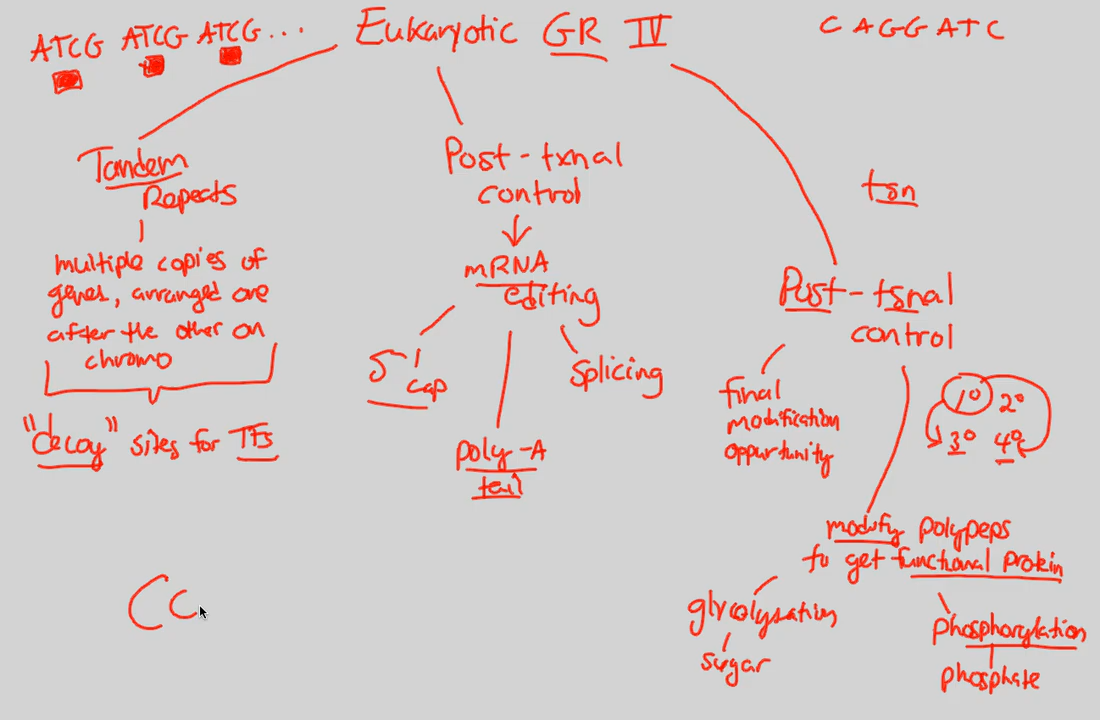 ATCG ATCG ATCG...
Eukaryotic GR IV
CAGGATC
Tandem
Repeats
multiple copies of
genes, arranged one
after the other on
chromo
"decoy" sites for TFs
Post-txnal
control
mRNA
editing
5' cap
poly-A
tail
Splicing
tsn
Post-tsnal
control
final
modification
oppurtunity
1° 2°
3° 4°
modify polypeps
to get functional protein
glycolysation
sugar
phosphorylation
phosphate
CC